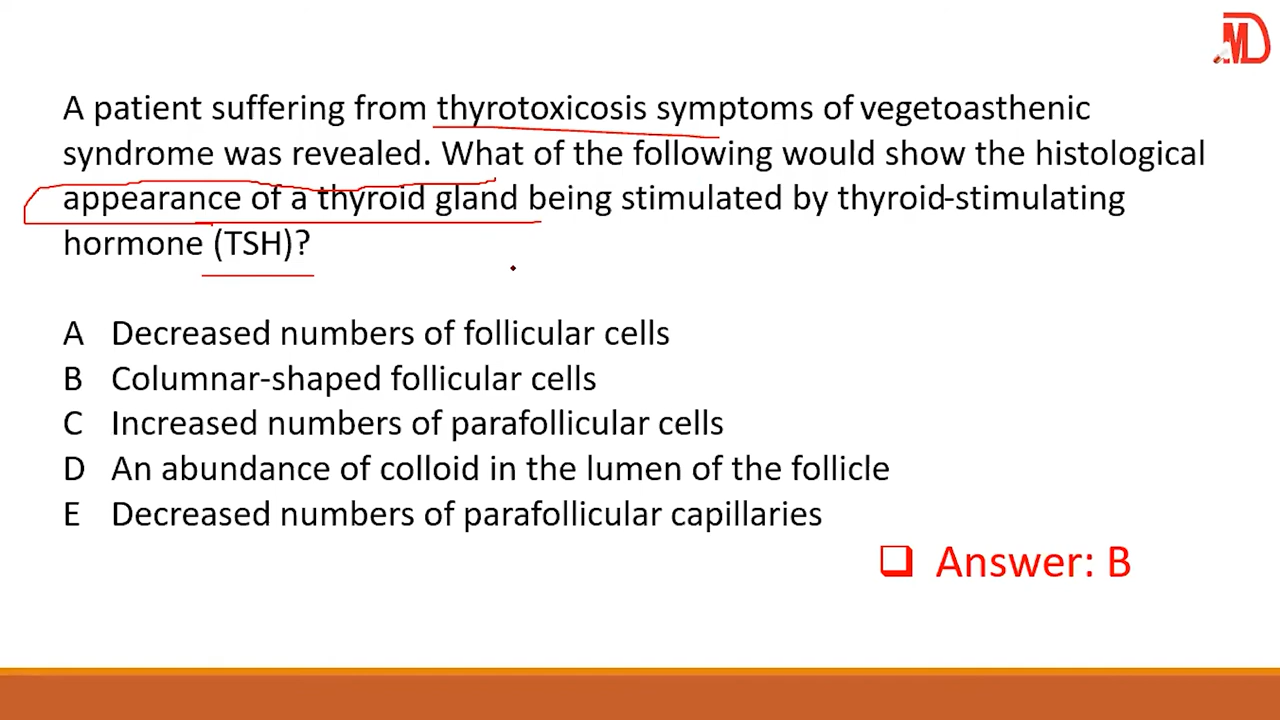 MD
A patient suffering from thyrotoxicosis symptoms of vegetoasthenic
syndrome was revealed. What of the following would show the histological
appearance of a thyroid gland being stimulated by thyroid-stimulating
hormone (TSH)?
A Decreased numbers of follicular cells
B Columnar-shaped follicular cells
C Increased numbers of parafollicular cells
D An abundance of colloid in the lumen of the follicle
E Decreased numbers of parafollicular capillaries
Answer: B